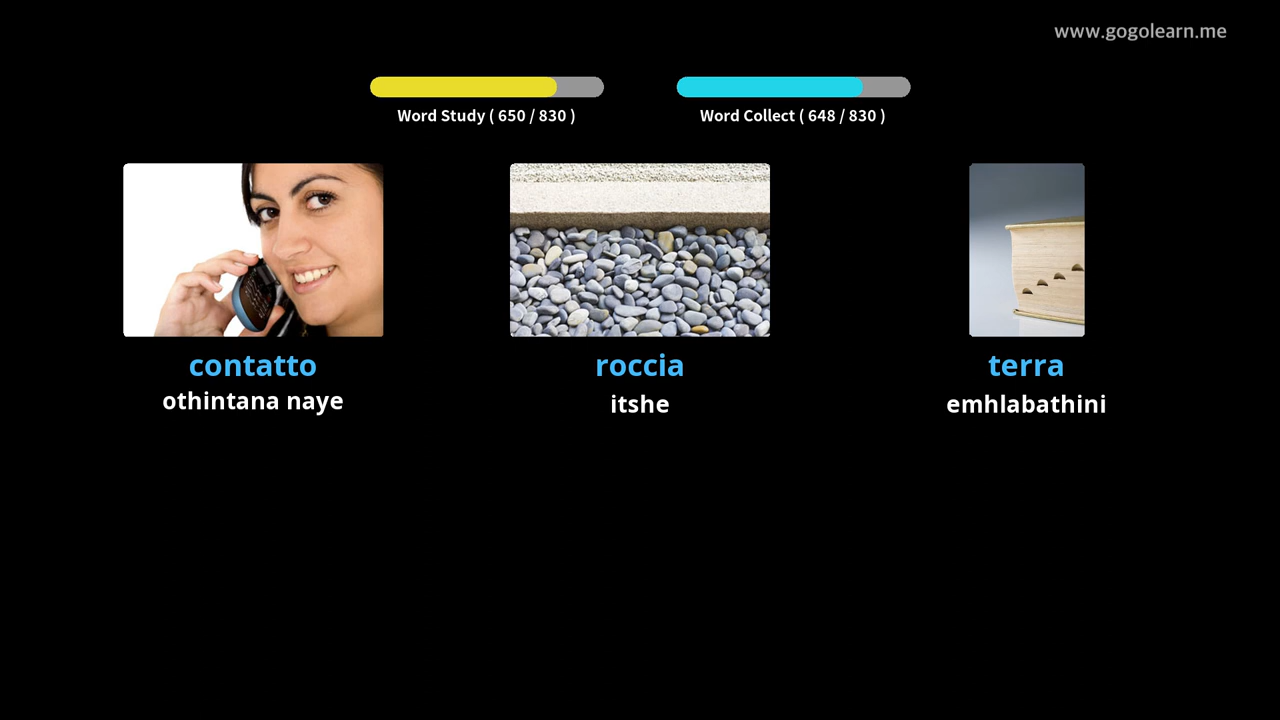 www.gogolearn.me
Word Study ( 650 / 830 )
Word Collect ( 648 / 830 )
contatto
othintana naye
roccia
itshe
terra
emhlabathini